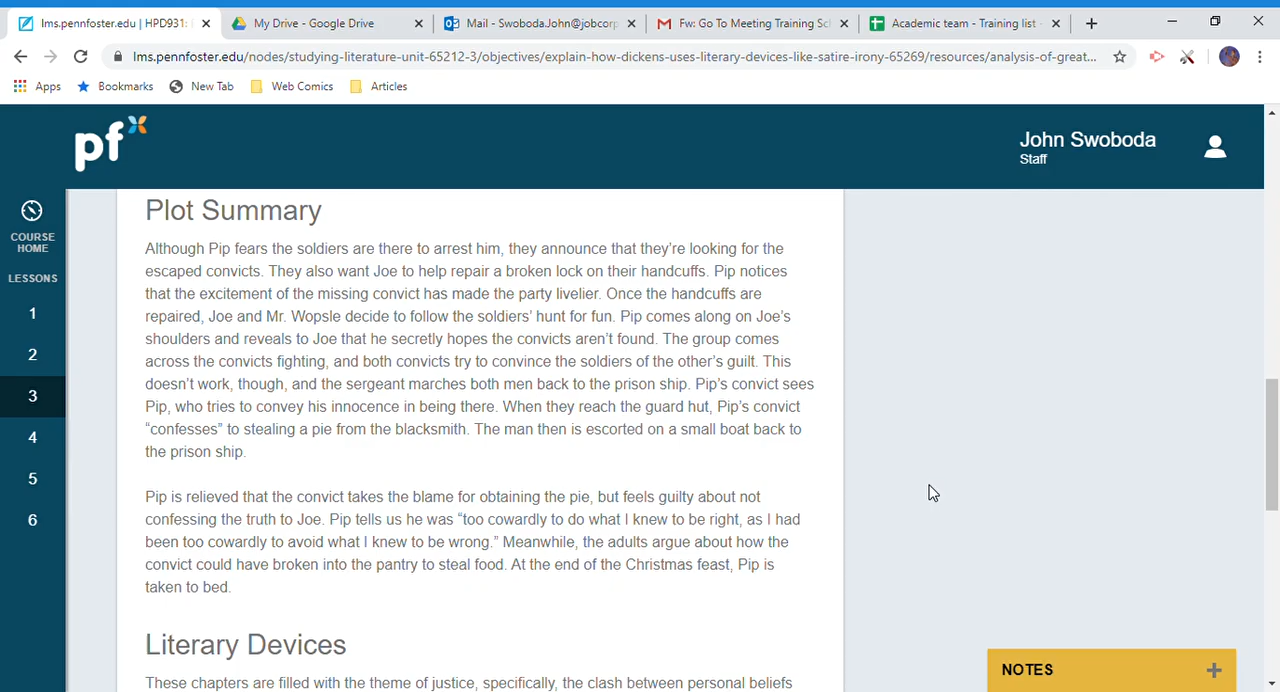 lms.pennfoster.edu | HPD931:
My Drive - Google Drive
Mail - Swoboda.John@jobcorp
Fw: Go To Meeting Training Sch
Academic team - Training list -
lms.pennfoster.edu/nodes/studying-literature-unit-65212-3/objectives/explain-how-dickens-uses-literary-devices-like-satire-irony-65269/resources/analysis-of-great...
Apps
Bookmarks
New Tab
Web Comics
Articles
pf
John Swoboda
Staff
COURSE
HOME
LESSONS
1
2
3
4
5
6
Plot Summary
Although Pip fears the soldiers are there to arrest him, they announce that they’re looking for the
escaped convicts. They also want Joe to help repair a broken lock on their handcuffs. Pip notices
that the excitement of the missing convict has made the party livelier. Once the handcuffs are
repaired, Joe and Mr. Wopsle decide to follow the soldiers’ hunt for fun. Pip comes along on Joe’s
shoulders and reveals to Joe that he secretly hopes the convicts aren’t found. The group comes
across the convicts fighting, and both convicts try to convince the soldiers of the other’s guilt. This
doesn’t work, though, and the sergeant marches both men back to the prison ship. Pip’s convict sees
Pip, who tries to convey his innocence in being there. When they reach the guard hut, Pip’s convict
“confesses” to stealing a pie from the blacksmith. The man then is escorted on a small boat back to
the prison ship.
Pip is relieved that the convict takes the blame for obtaining the pie, but feels guilty about not
confessing the truth to Joe. Pip tells us he was “too cowardly to do what I knew to be right, as I had
been too cowardly to avoid what I knew to be wrong.” Meanwhile, the adults argue about how the
convict could have broken into the pantry to steal food. At the end of the Christmas feast, Pip is
taken to bed.
Literary Devices
These chapters are filled with the theme of justice, specifically, the clash between personal beliefs
NOTES